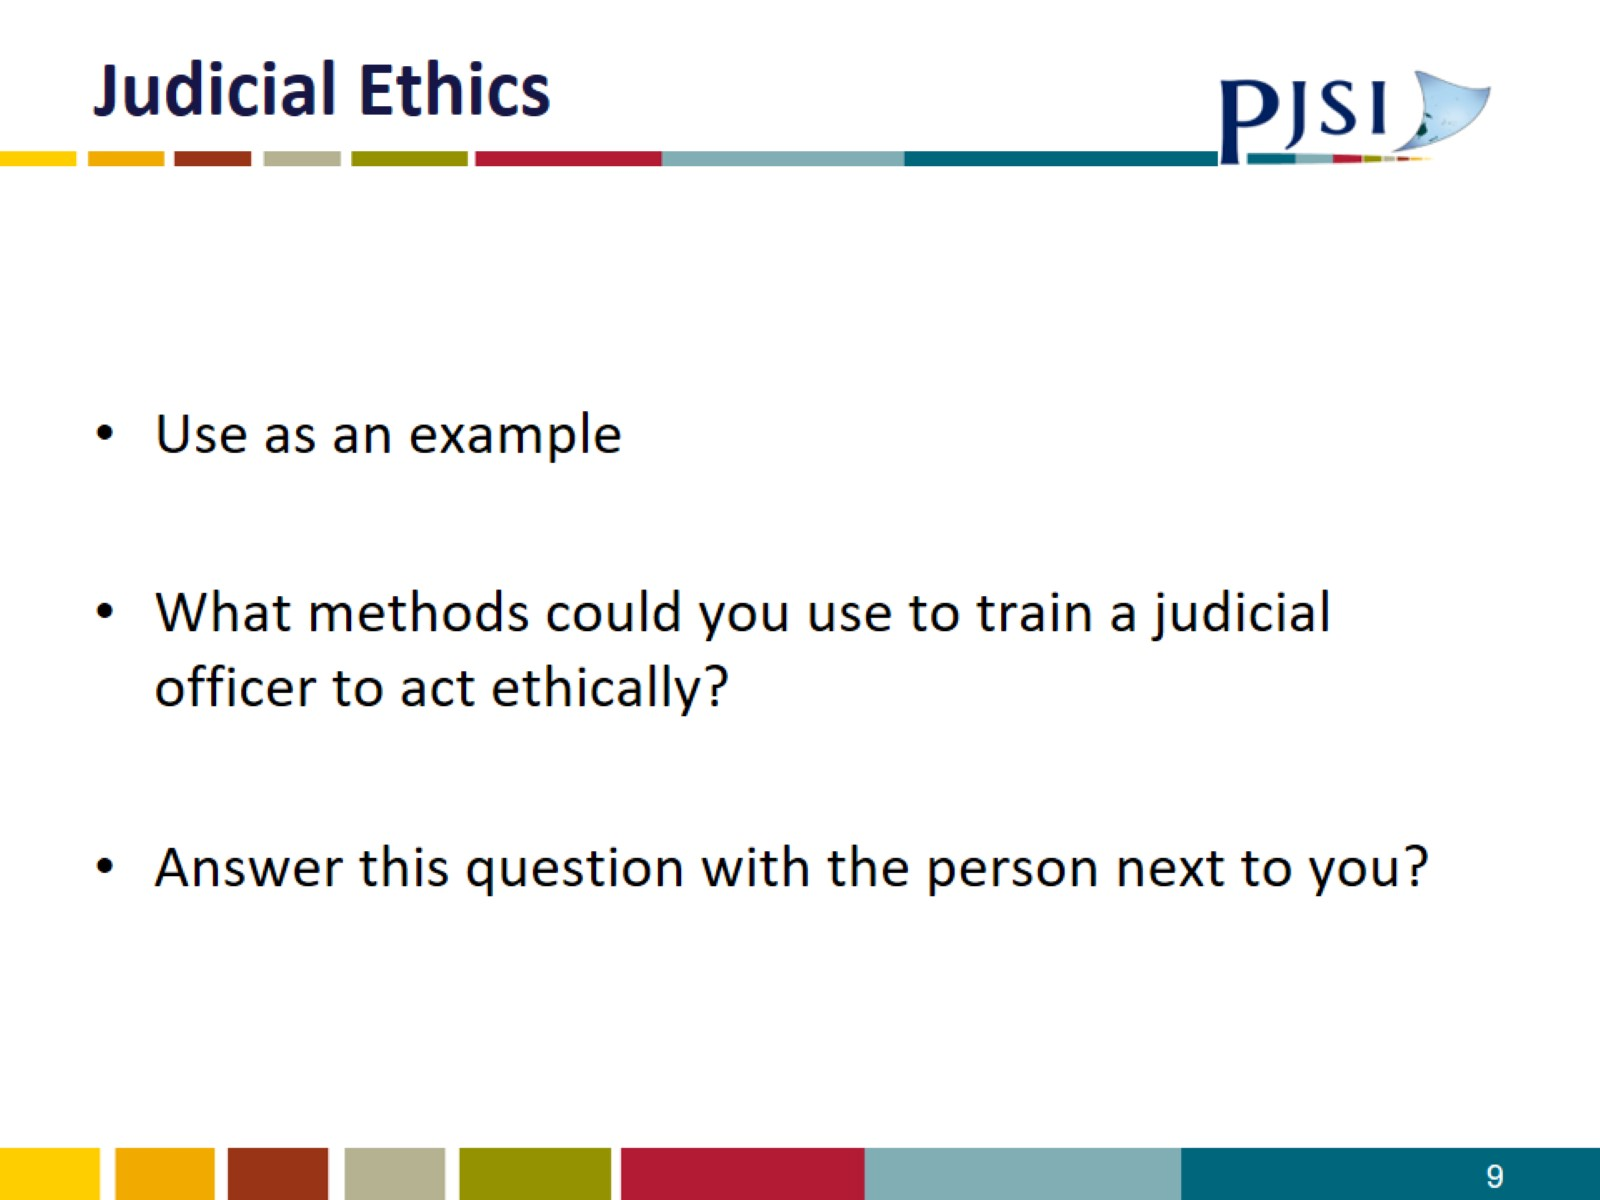 Judicial Ethics
PJSI
• Use as an example
• What methods could you use to train a judicial
officer to act ethically?
• Answer this question with the person next to you?
9